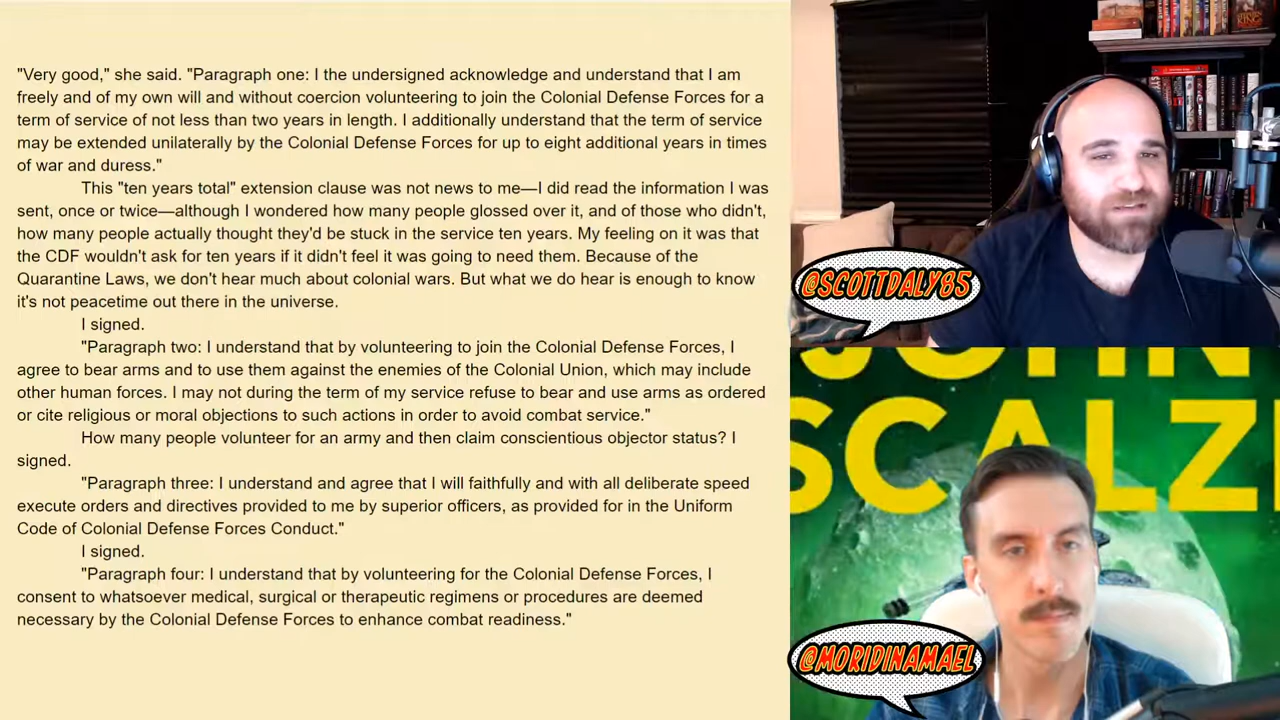 "Very good," she said. "Paragraph one: I the undersigned acknowledge and understand that I am
freely and of my own will and without coercion volunteering to join the Colonial Defense Forces for a
term of service of not less than two years in length. I additionally understand that the term of service
may be extended unilaterally by the Colonial Defense Forces for up to eight additional years in times
of war and duress."
This "ten years total" extension clause was not news to me—I did read the information I was
sent, once or twice—although I wondered how many people glossed over it, and of those who didn't,
how many people actually thought they'd be stuck in the service ten years. My feeling on it was that
the CDF wouldn't ask for ten years if it didn't feel it was going to need them. Because of the
Quarantine Laws, we don't hear much about colonial wars. But what we do hear is enough to know
it's not peacetime out there in the universe.
I signed.
"Paragraph two: I understand that by volunteering to join the Colonial Defense Forces, I
agree to bear arms and to use them against the enemies of the Colonial Union, which may include
other human forces. I may not during the term of my service refuse to bear and use arms as ordered
or cite religious or moral objections to such actions in order to avoid combat service."
How many people volunteer for an army and then claim conscientious objector status? I
signed.
"Paragraph three: I understand and agree that I will faithfully and with all deliberate speed
execute orders and directives provided to me by superior officers, as provided for in the Uniform
Code of Colonial Defense Forces Conduct."
I signed.
"Paragraph four: I understand that by volunteering for the Colonial Defense Forces, I
consent to whatsoever medical, surgical or therapeutic regimens or procedures are deemed
necessary by the Colonial Defense Forces to enhance combat readiness."
@SCOTTDALY85
JOHN
SCALZI
@MORIDINAMAEL